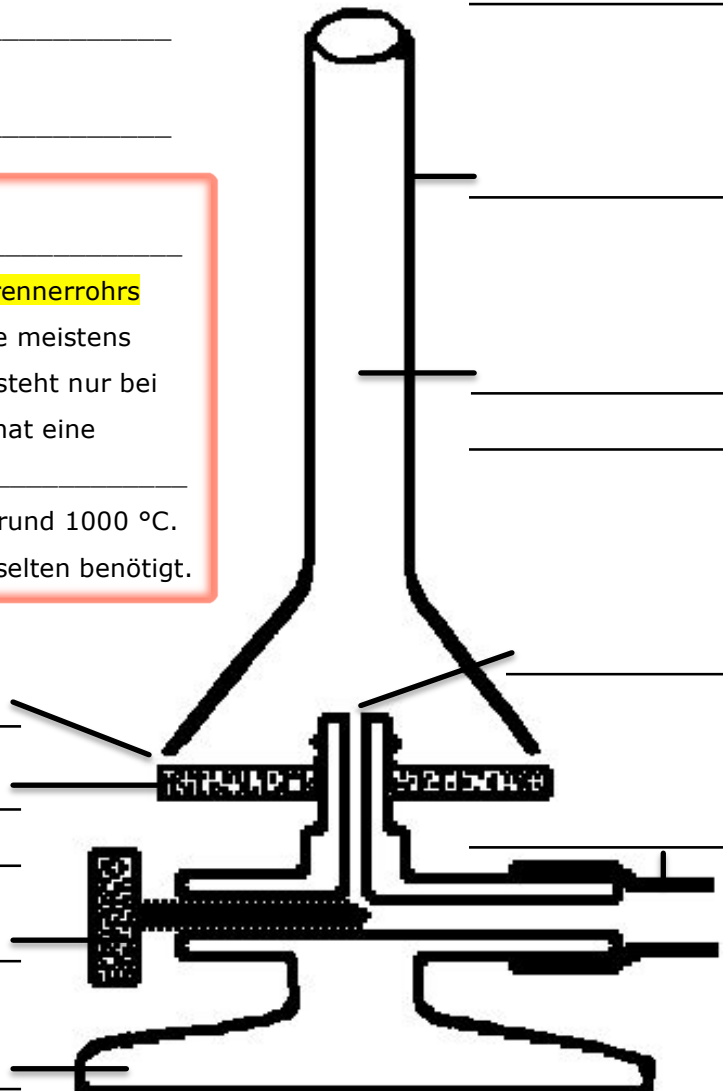 rennerrohrs
e meistens
steht nur bei
hat eine
rund 1000 °C.
selten benötigt.